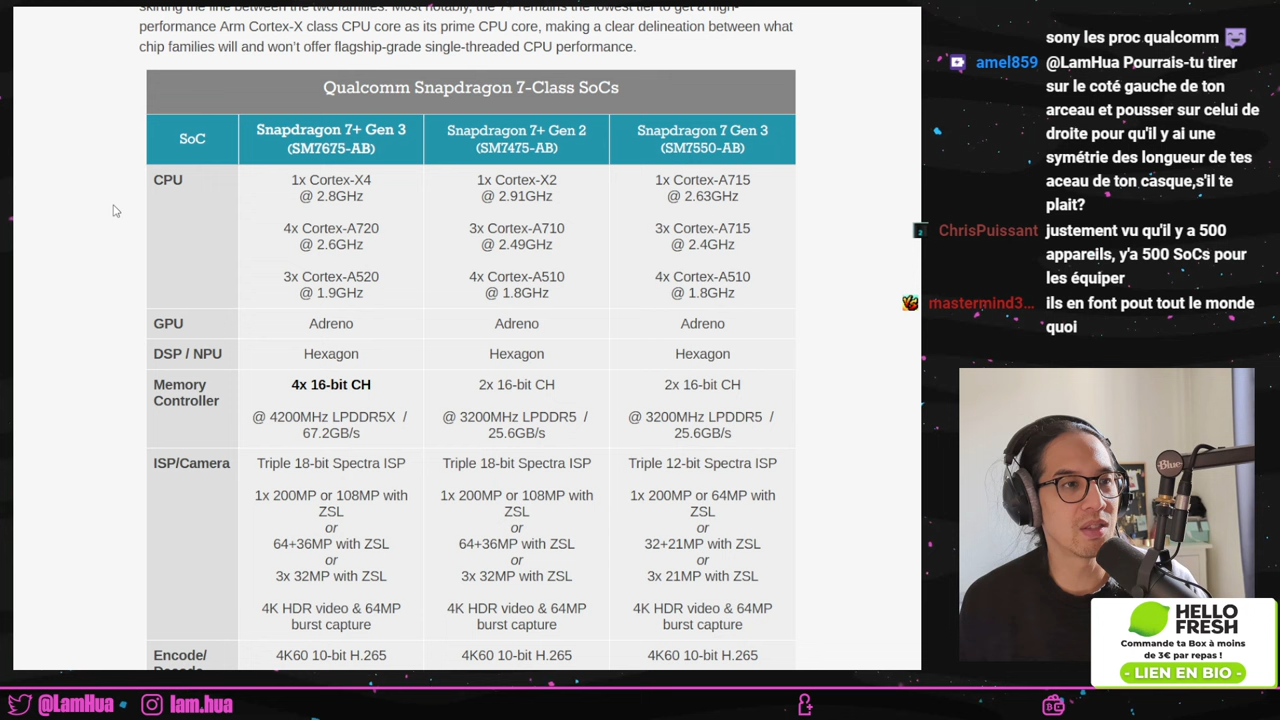 skirting the line between the two families. Most notably, the 7+ remains the lowest tier to get a high-
performance Arm Cortex-X class CPU core as its prime CPU core, making a clear delineation between what
chip families will and won't offer flagship-grade single-threaded CPU performance.
Qualcomm Snapdragon 7-Class SoCs
SoC
Snapdragon 7+ Gen 3
(SM7675-AB)
Snapdragon 7+ Gen 2
(SM7475-AB)
Snapdragon 7 Gen 3
(SM7550-AB)
CPU
1x Cortex-X4
@ 2.8GHz
4x Cortex-A720
@ 2.6GHz
3x Cortex-A520
@ 1.9GHz
1x Cortex-X2
@ 2.91GHz
3x Cortex-A710
@ 2.49GHz
4x Cortex-A510
@ 1.8GHz
1x Cortex-A715
@ 2.63GHz
3x Cortex-A715
@ 2.4GHz
4x Cortex-A510
@ 1.8GHz
GPU
Adreno
Adreno
Adreno
DSP / NPU
Hexagon
Hexagon
Hexagon
Memory
Controller
4x 16-bit CH
@ 4200MHz LPDDR5X /
67.2GB/s
2x 16-bit CH
@ 3200MHz LPDDR5 /
25.6GB/s
2x 16-bit CH
@ 3200MHz LPDDR5 /
25.6GB/s
ISP/Camera
Triple 18-bit Spectra ISP
1x 200MP or 108MP with
ZSL
or
64+36MP with ZSL
or
3x 32MP with ZSL
4K HDR video & 64MP
burst capture
Triple 18-bit Spectra ISP
1x 200MP or 108MP with
ZSL
or
64+36MP with ZSL
or
3x 32MP with ZSL
4K HDR video & 64MP
burst capture
Triple 12-bit Spectra ISP
1x 200MP or 64MP with
ZSL
or
32+21MP with ZSL
or
3x 21MP with ZSL
4K HDR video & 64MP
burst capture
Encode/
Decode
4K60 10-bit H.265
4K60 10-bit H.265
4K60 10-bit H.265
sony les proc qualcomm
amel859 @LamHua Pourrais-tu tirer
sur le coté gauche de ton
arceau et pousser sur celui de
droite pour qu'il y ai une
symétrie des longueur de tes
aceau de ton casque,s'il te
plait?
ChrisPuissant justement vu qu'il y a 500
appareils, y'a 500 SoCs pour
les équiper
mastermind3... ils en font pout tout le monde
quoi
Blue
HELLO
FRESH
Commande ta Box à moins
de 3€ par repas !
- LIEN EN BIO -
@LamHua
lam.hua